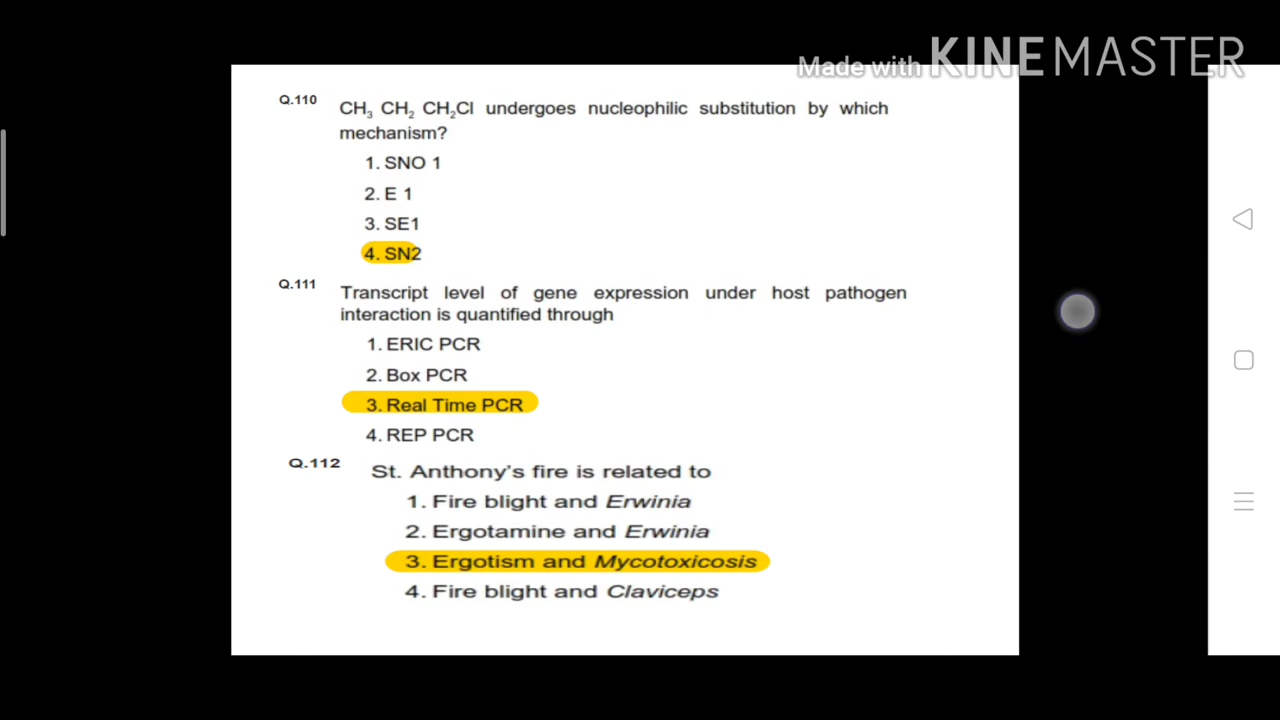 Made with KINEMASTER
Q.110 CH3 CH2 CH2Cl undergoes nucleophilic substitution by which
mechanism?
1. SNO 1
2. E 1
3. SE1
4. SN2
Q.111 Transcript level of gene expression under host pathogen
interaction is quantified through
1. ERIC PCR
2. Box PCR
3. Real Time PCR
4. REP PCR
Q.112 St. Anthony's fire is related to
1. Fire blight and Erwinia
2. Ergotamine and Erwinia
3. Ergotism and Mycotoxicosis
4. Fire blight and Claviceps